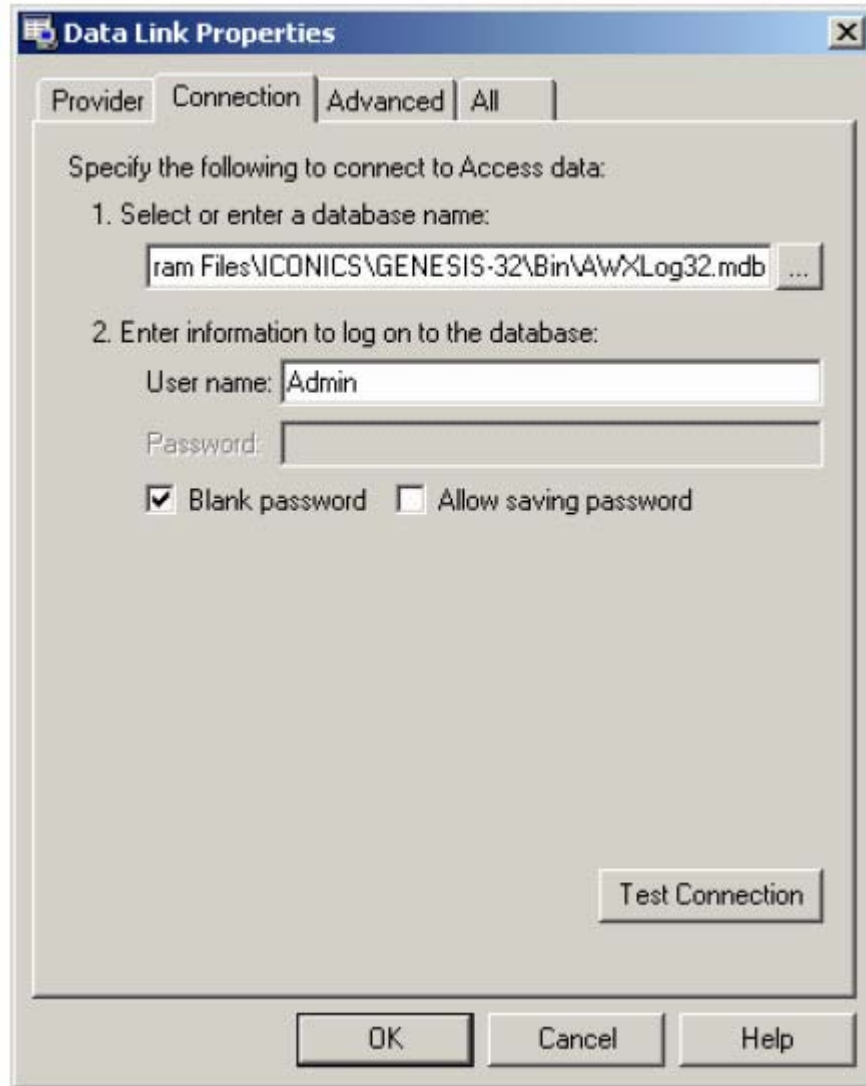 Data Link Properties
Provider Connection Advanced All
Specify the following to connect to Access data:
1. Select or enter a database name:
ram Files\ICONICS\GENESIS-32\Bin\AWXLog32.mdb ...
2. Enter information to log on to the database:
User name: Admin
Password:
Blank password Allow saving password
Test Connection
OK Cancel Help